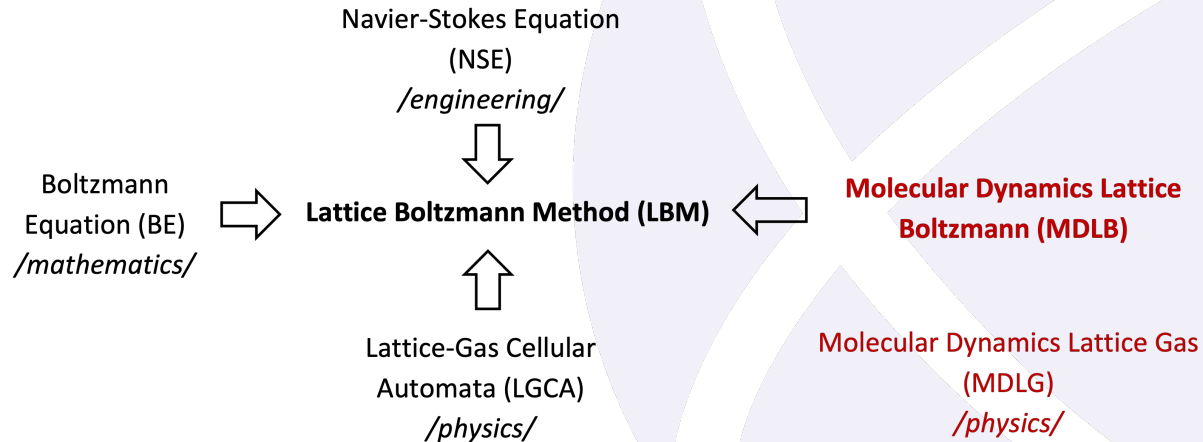 Navier-Stokes Equation
(NSE)
/engineering/
Boltzmann
Equation (BE)
/mathematics/
Lattice Boltzmann Method (LBM)
Molecular Dynamics Lattice
Boltzmann (MDLB)
Lattice-Gas Cellular
Automata (LGCA)
/physics/
Molecular Dynamics Lattice Gas
(MDLG)
/physics/